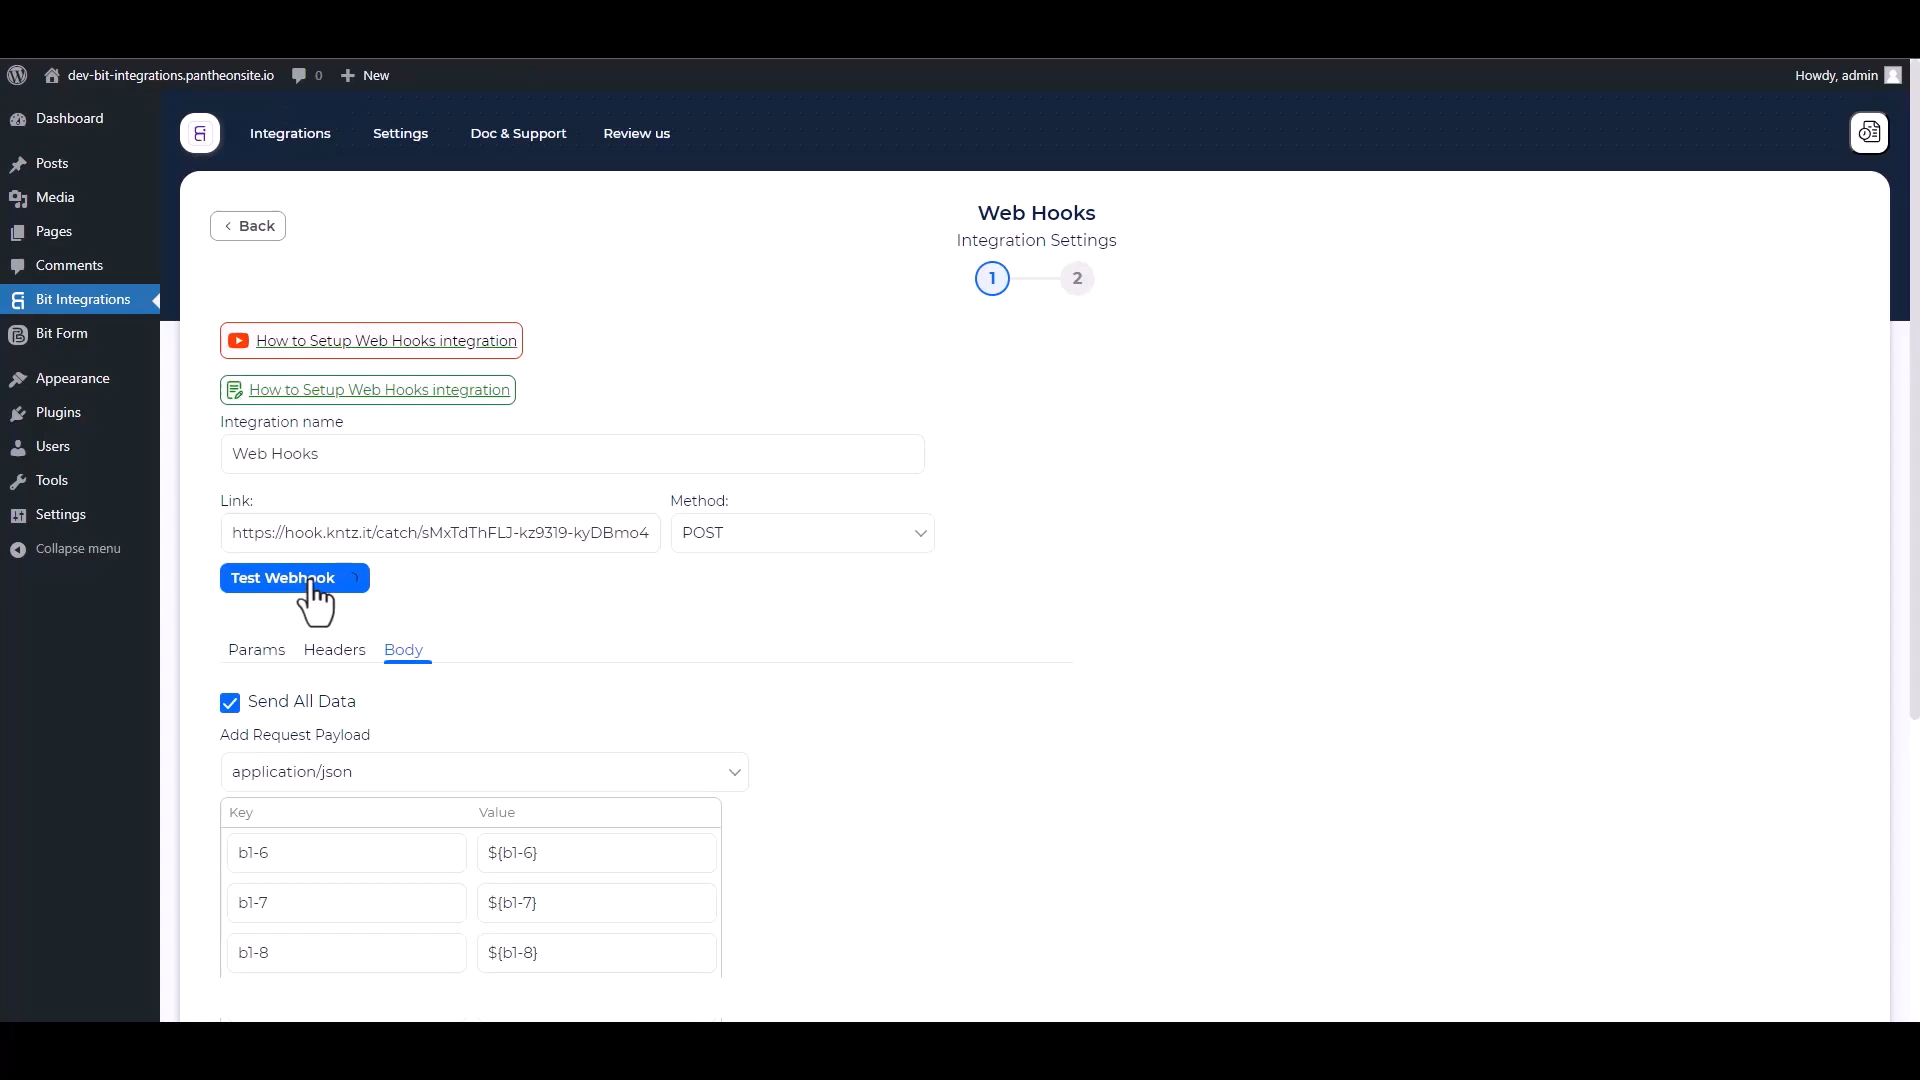 dev-bit-integrations.pantheonsite.io
0
New
Howdy, admin
Dashboard
Posts
Media
Pages
Comments
Bit Integrations
Bit Form
Appearance
Plugins
Users
Tools
Settings
Collapse menu
Integrations
Settings
Doc & Support
Review us
Back
Web Hooks
Integration Settings
1
2
How to Setup Web Hooks integration
How to Setup Web Hooks integration
Integration name
Web Hooks
Link:
Method:
https://hook.kntz.it/catch/sMxTdThFLJ-kz9319-kyDBmo4
POST
Test Webhook
Params
Headers
Body
Send All Data
Add Request Payload
application/json
Key
Value
b1-6
${b1-6}
b1-7
${b1-7}
b1-8
${b1-8}